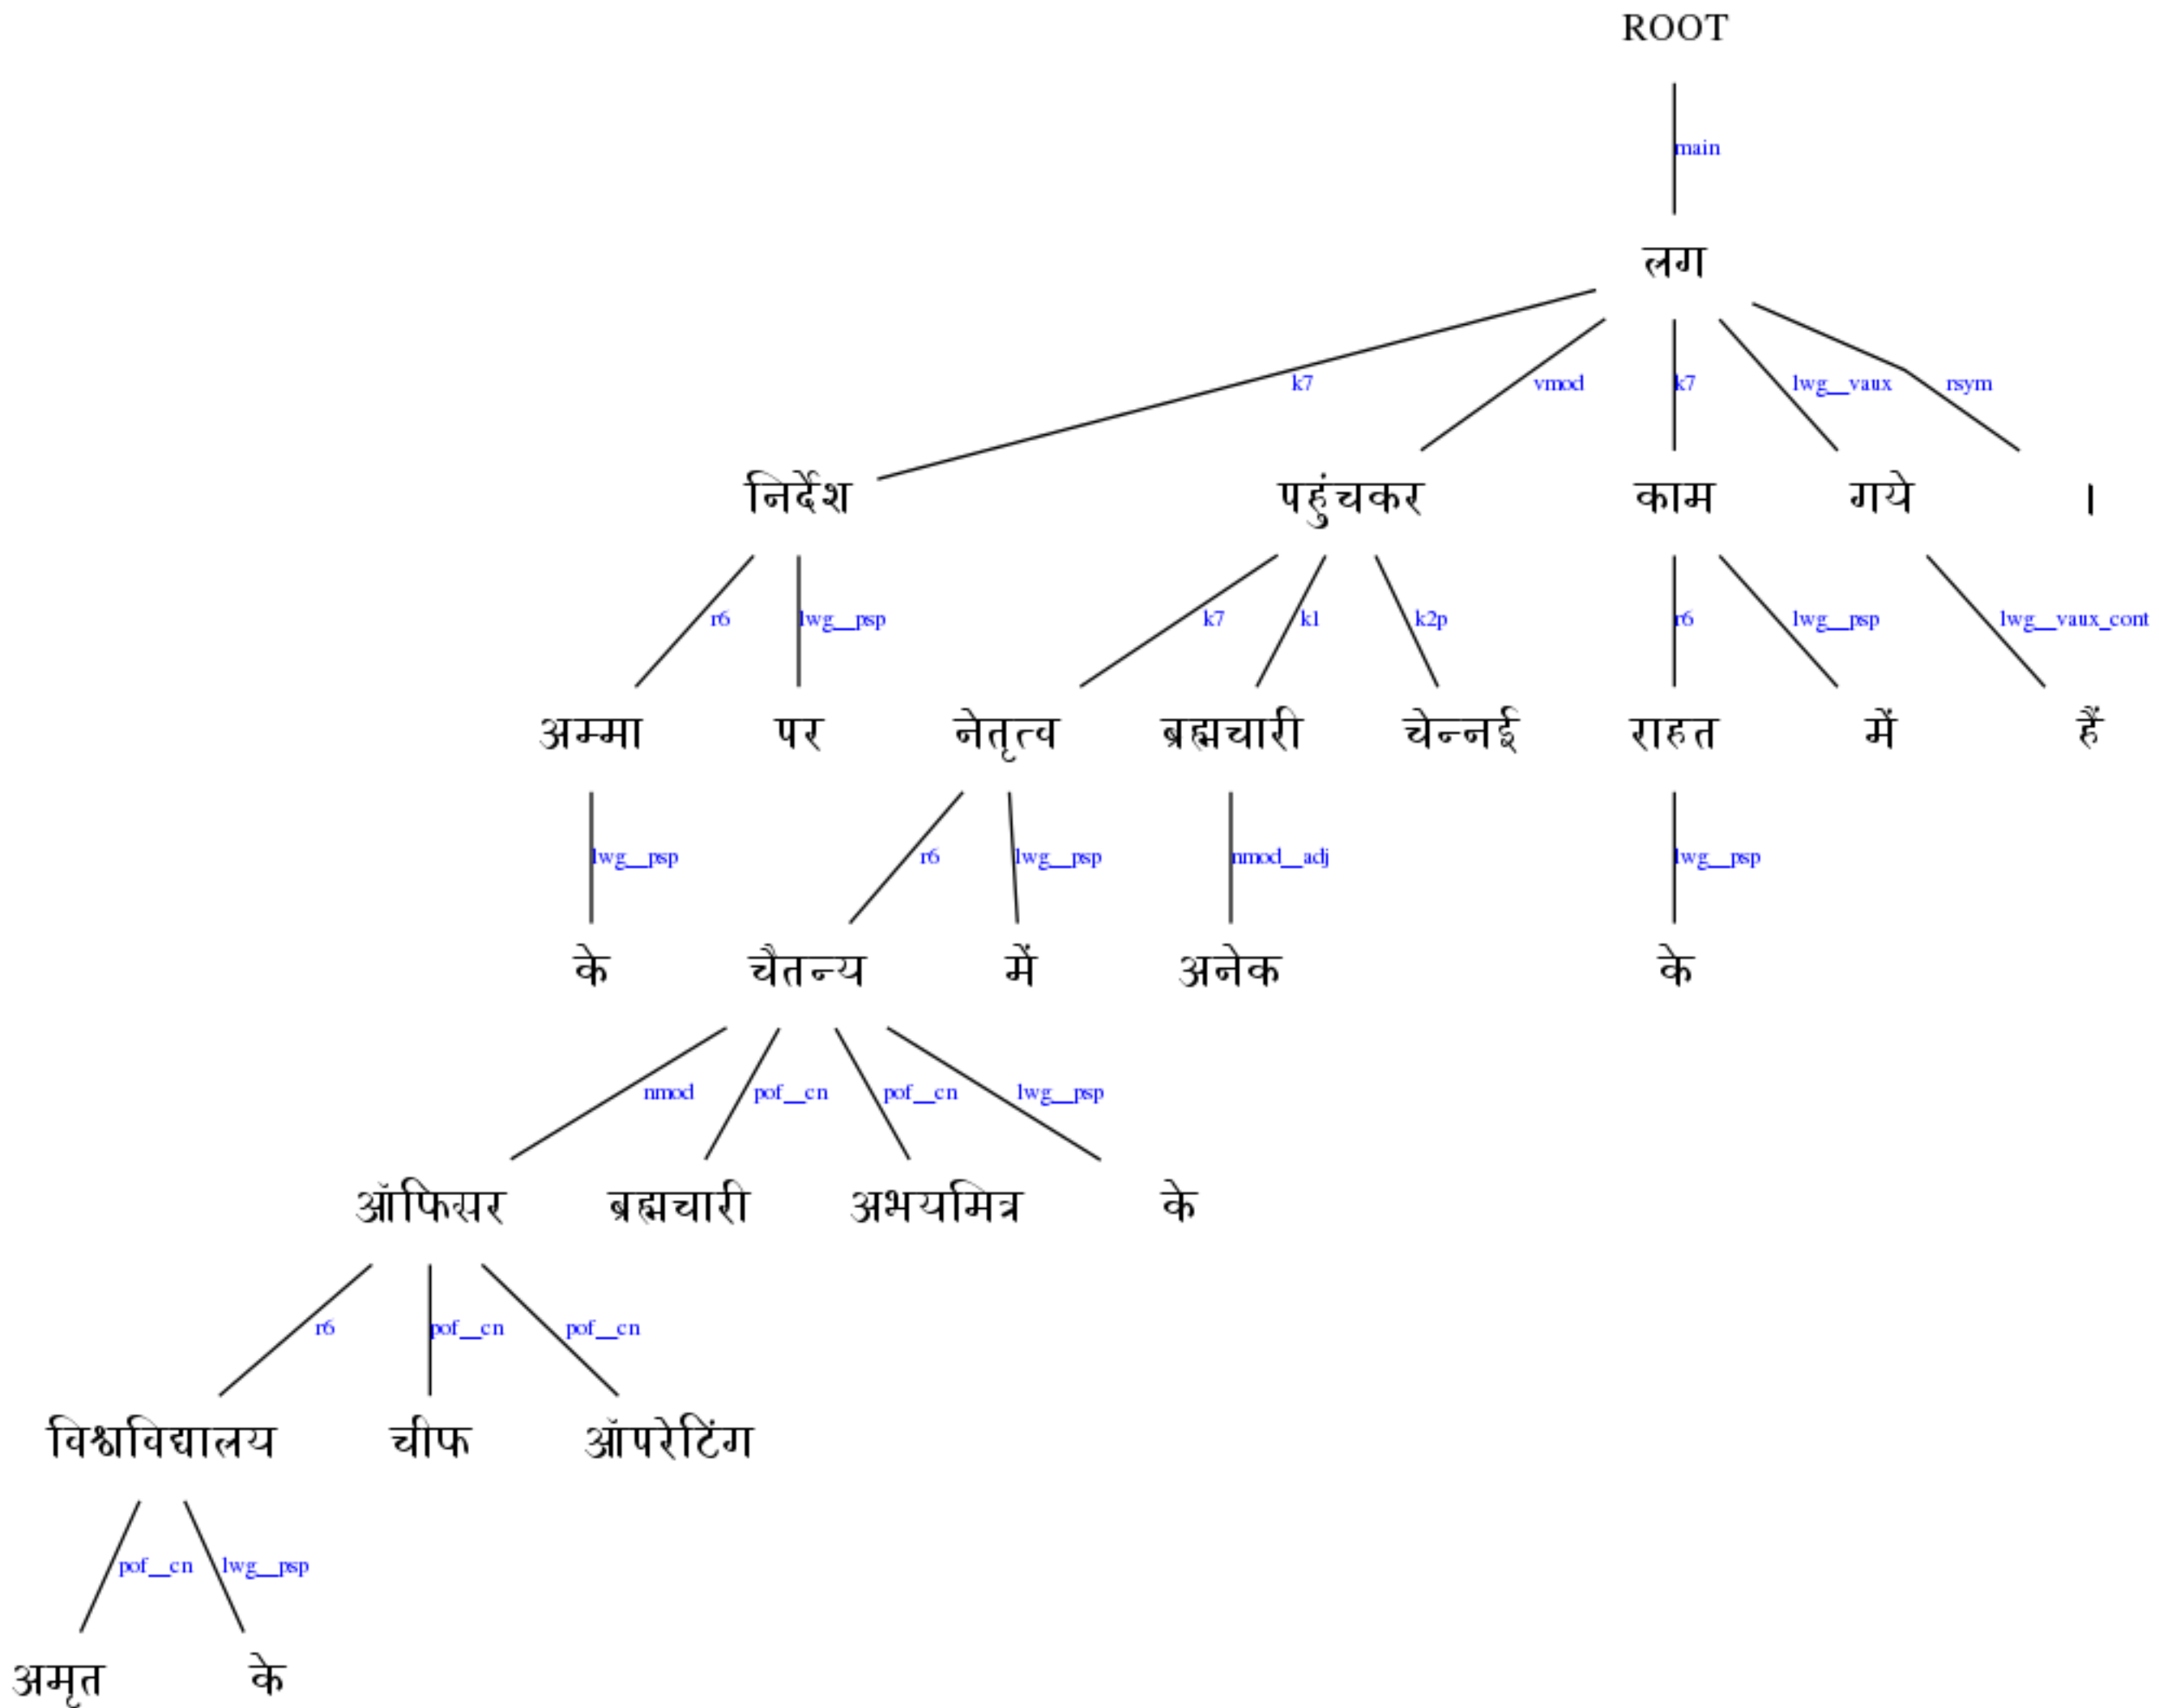 ROOT
main
लग
k7 vmod k7 lwg__vaux rsym
निर्देश पहुंचकर काम गये ।
r6 lwg__psp k7 k1 k2p r6 lwg__psp lwg__vaux_cont
अम्मा पर नेतृत्व ब्रह्मचारी चेन्नई राहत में हैं
lwg__psp r6 lwg__psp nmod__adj lwg__psp
के चैतन्य में अनेक के
nmod pof__cn pof__cn lwg__psp
ऑफिसर ब्रह्मचारी अभयमित्र के
r6 pof__cn pof__cn
विश्वविद्यालय चीफ ऑपरेटिंग
pof__cn lwg__psp
अमृत के